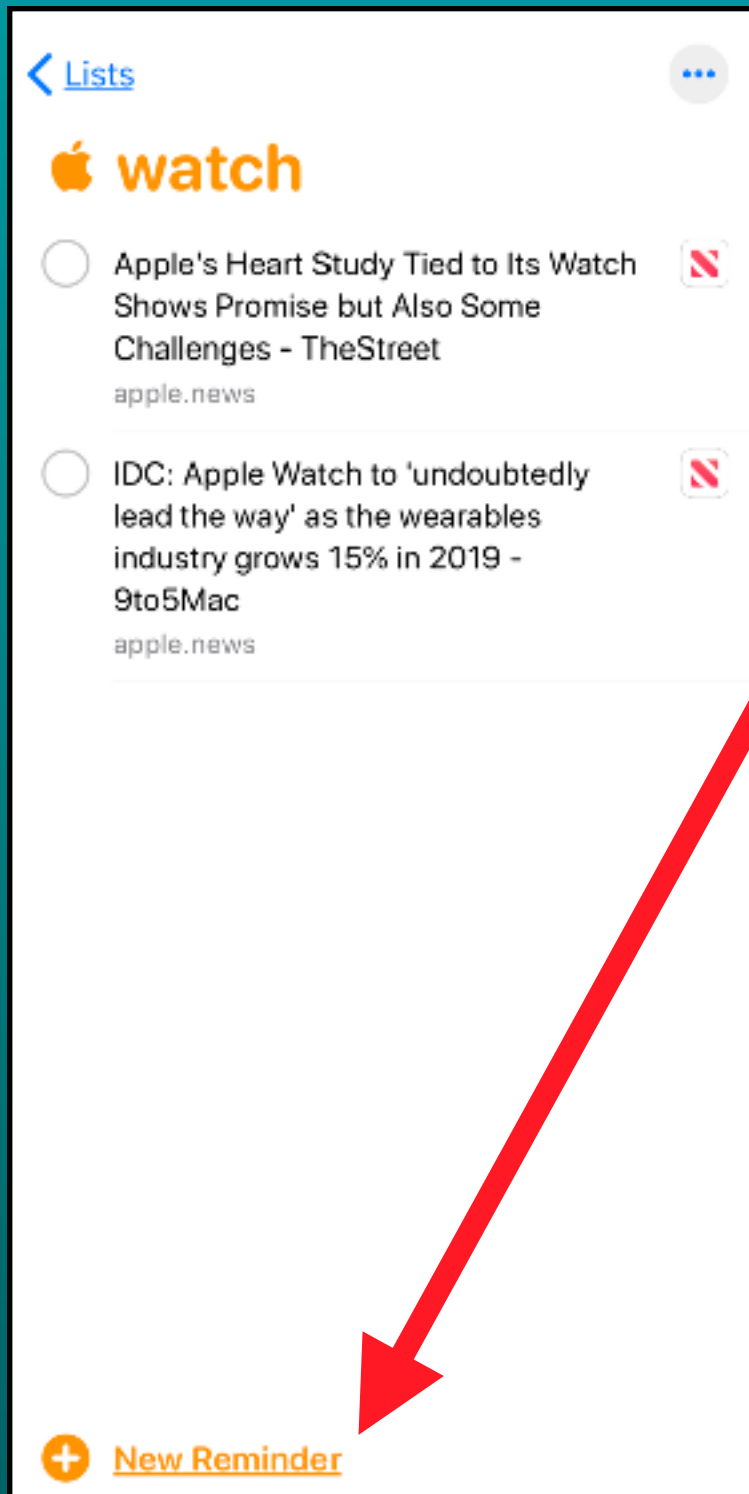 Lists
watch
Apple's Heart Study Tied to Its Watch
Shows Promise but Also Some
Challenges - TheStreet
apple.news
IDC: Apple Watch to 'undoubtedly
lead the way' as the wearables
industry grows 15% in 2019 -
9to5Mac
apple.news
New Reminder